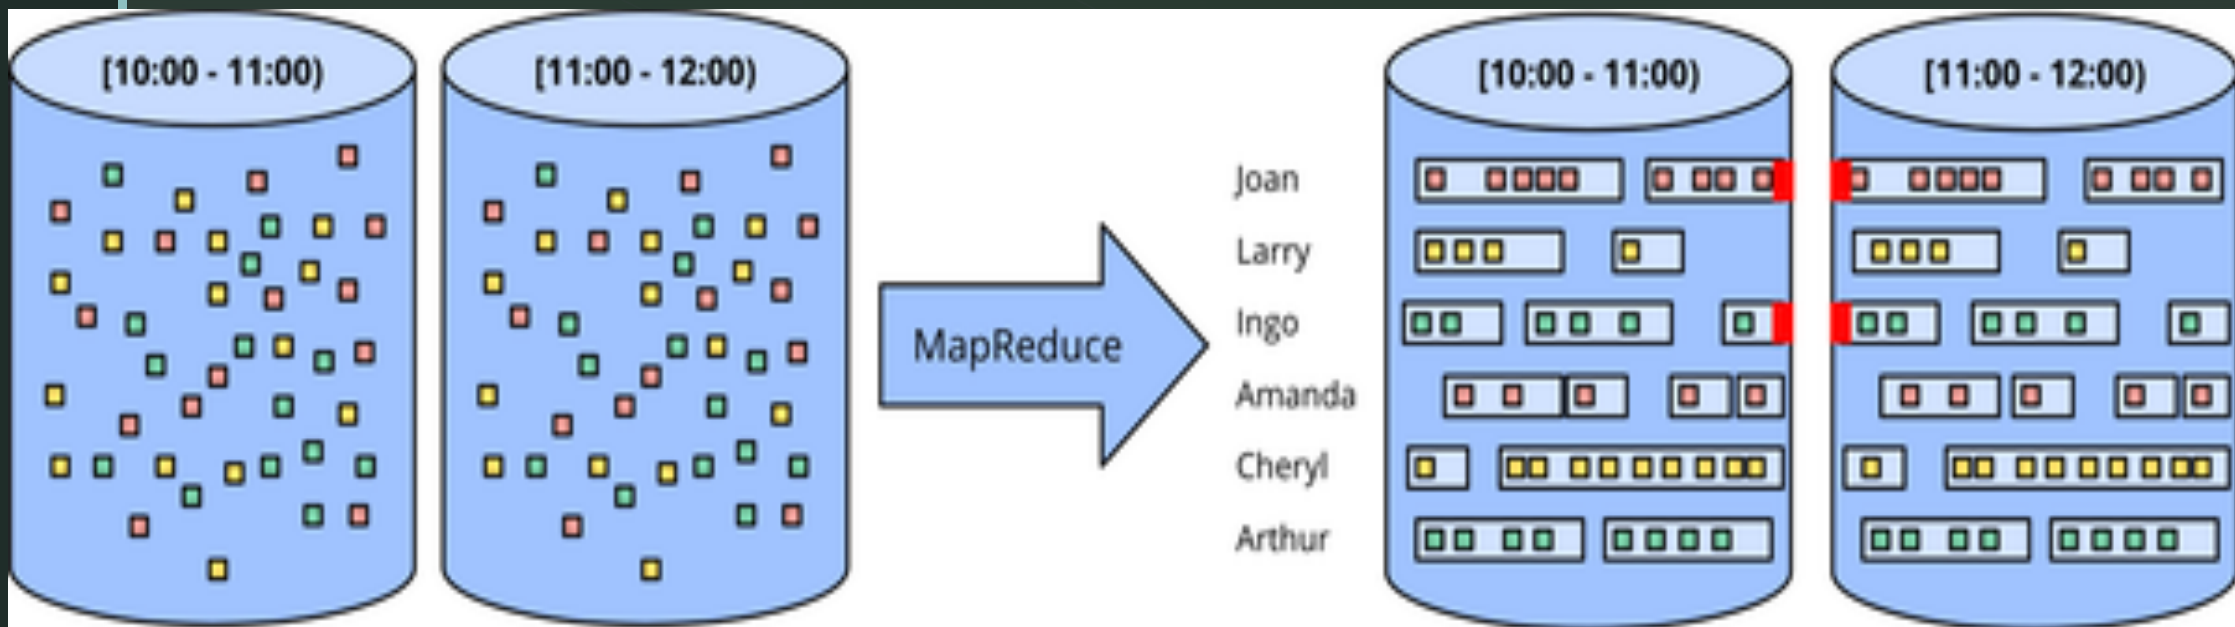 [10:00 - 11:00)
[11:00 - 12:00)
MapReduce
[10:00 - 11:00)
[11:00 - 12:00)
Joan
Larry
Ingo
Amanda
Cheryl
Arthur